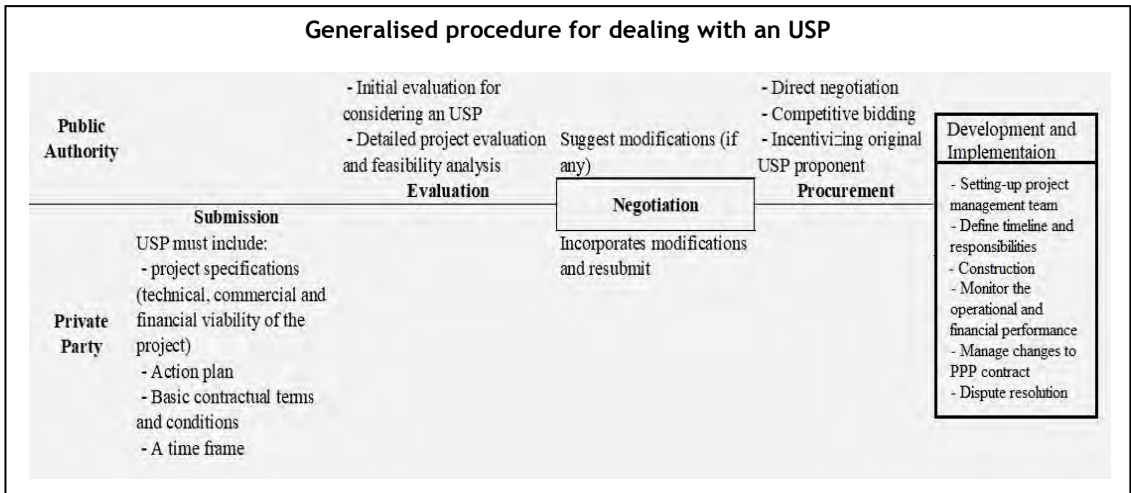 Generalised procedure for dealing with an USP
Public
Authority
- Initial evaluation for
considering an USP
- Detailed project evaluation
and feasibility analysis
Evaluation
Suggest modifications (if
any)
Negotiation
Incorporates modifications
and resubmit
- Direct negotiation
- Competitive bidding
- Incentivi□ing original
USP proponent
Procurement
Development and
Implementaion
- Setting-up project
management team
- Define timeline and
responsibilities
- Construction
- Monitor the
operational and
financial performance
- Manage changes to
PPP contract
- Dispute resolution
Private
Party
Submission
USP must include:
- project specifications
(technical, commercial and
financial viability of the
project)
- Action plan
- Basic contractual terms
and conditions
- A time frame